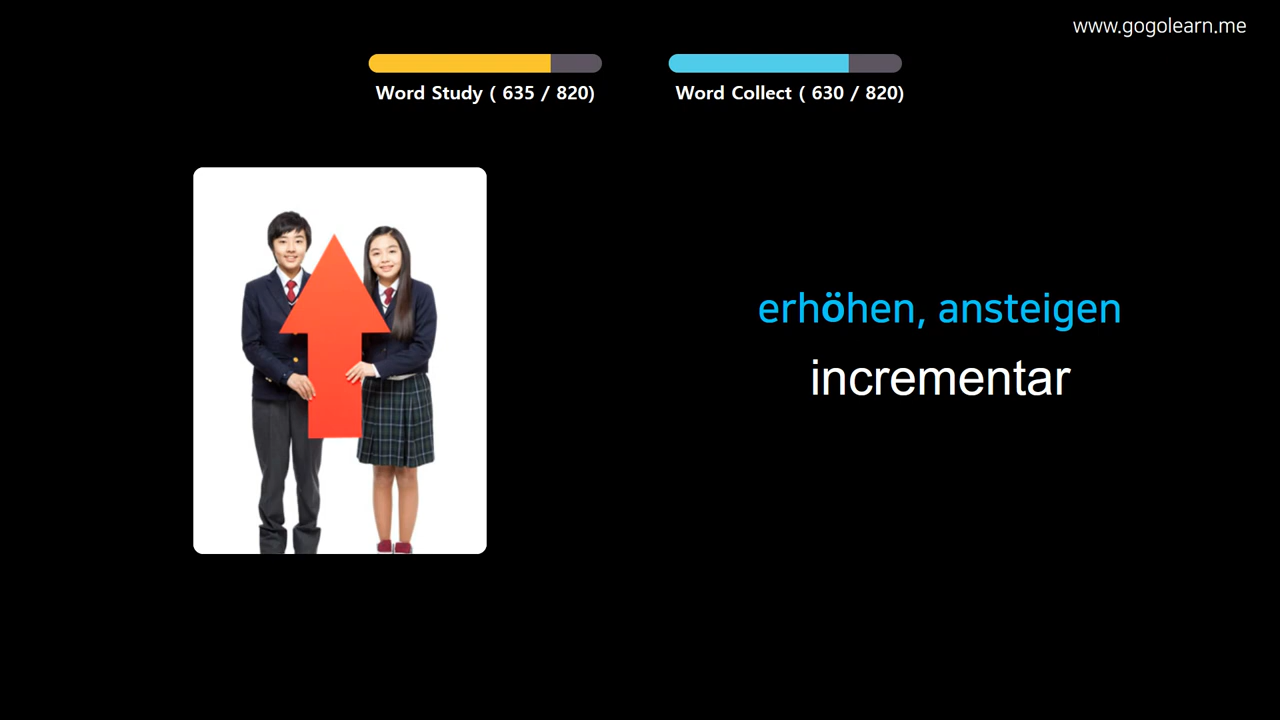 www.gogolearn.me
Word Study ( 635 / 820)
Word Collect ( 630 / 820)
erhöhen, ansteigen
incrementar